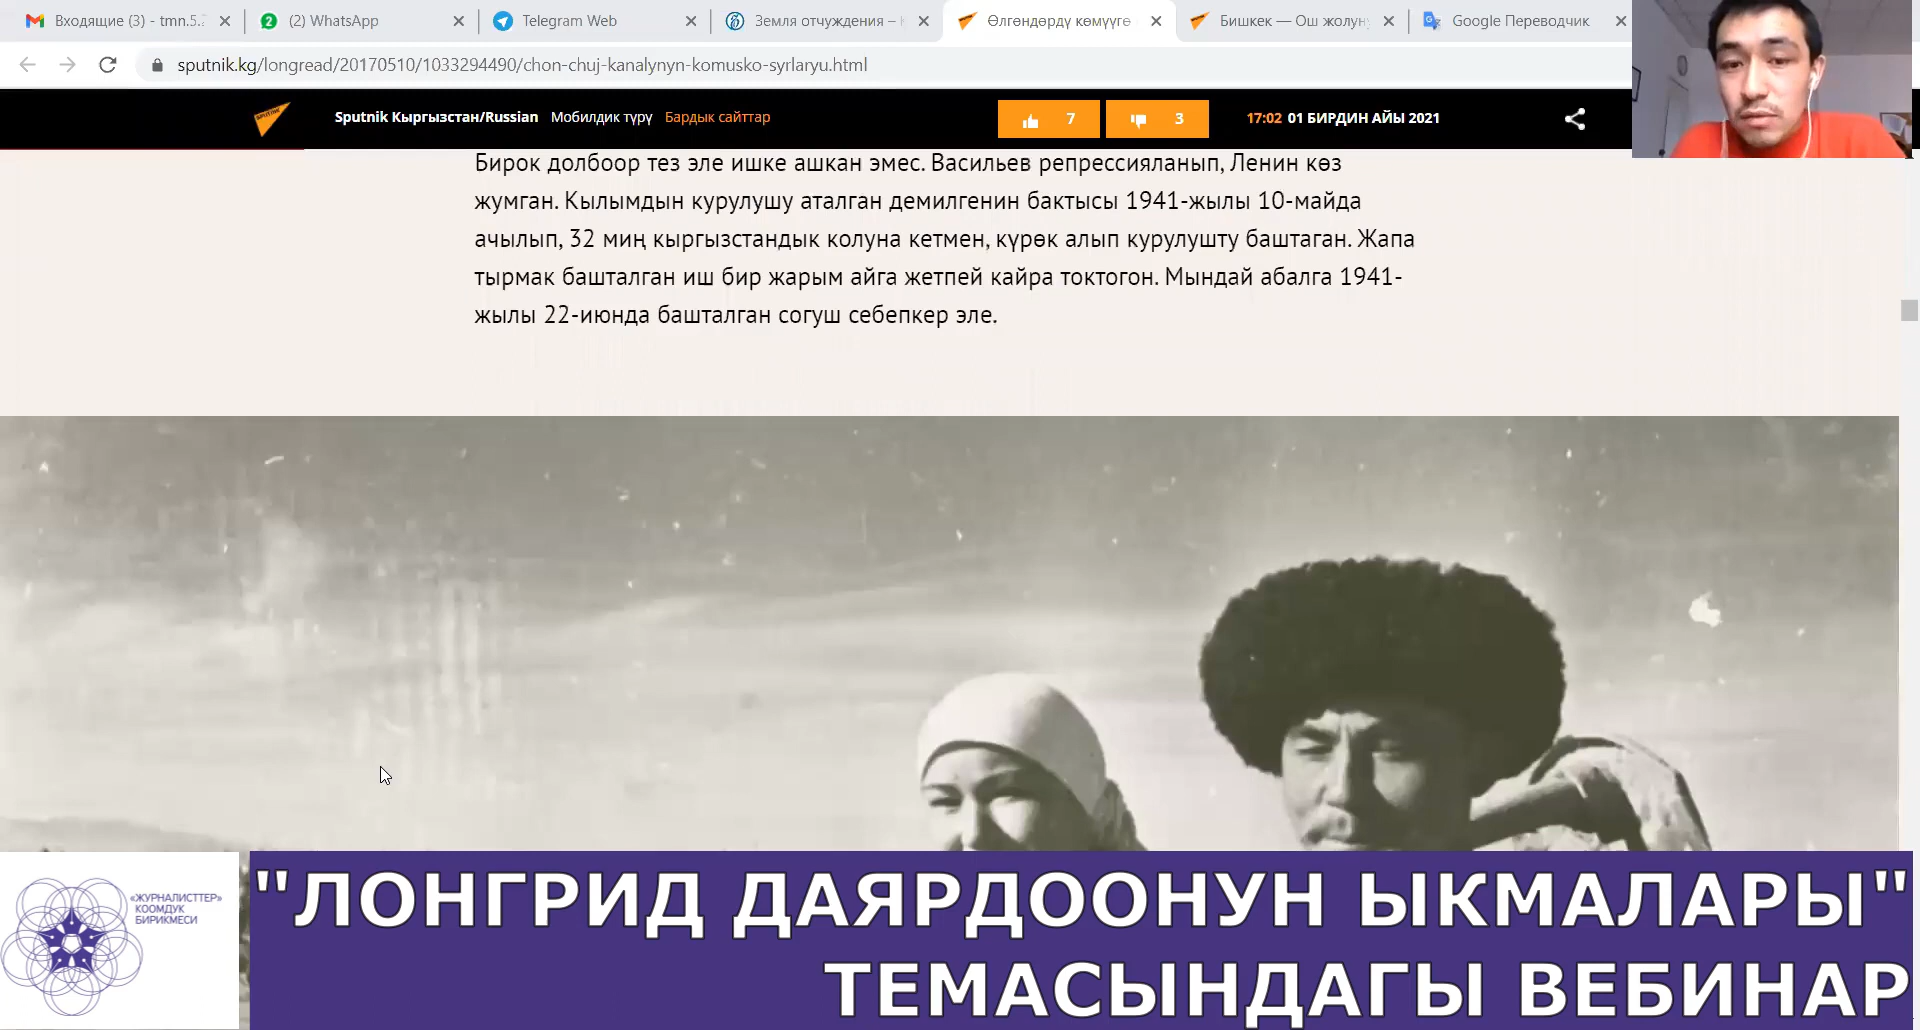 Входящие (3) - tmn.5.
(2) WhatsApp
Telegram Web
Земля отчуждения –
Өлгөндөрдү көмүүгө
Бишкек — Ош жолун
Google Переводчик
sputnik.kg/longread/20170510/1033294490/chon-chuj-kanalynyn-komusko-syrlaryu.html
SPUTNIK
Sputnik Кыргызстан/Russian Мобилдик түрү Бардык сайттар
7
3
17:02 01 БИРДИН АЙЫ 2021
Бирок долбоор тез эле ишке ашкан эмес. Васильев репрессияланып, Ленин көз
жумган. Кылымдын курулушу аталган демилгенин бактысы 1941-жылы 10-майда
ачылып, 32 миң кыргызстандык колуна кетмен, күрөк алып курулушту баштаган. Жапа
тырмак башталган иш бир жарым айга жетпей кайра токтогон. Мындай абалга 1941-
жылы 22-июнда башталган согуш себепкер эле.
«ЖУРНАЛИСТТЕР»
КООМДУК
БИРИКМЕСИ
"ЛОНГРИД ДАЯРДООНУН ЫКМАЛАРЫ"
ТЕМАСЫНДАГЫ ВЕБИНАР